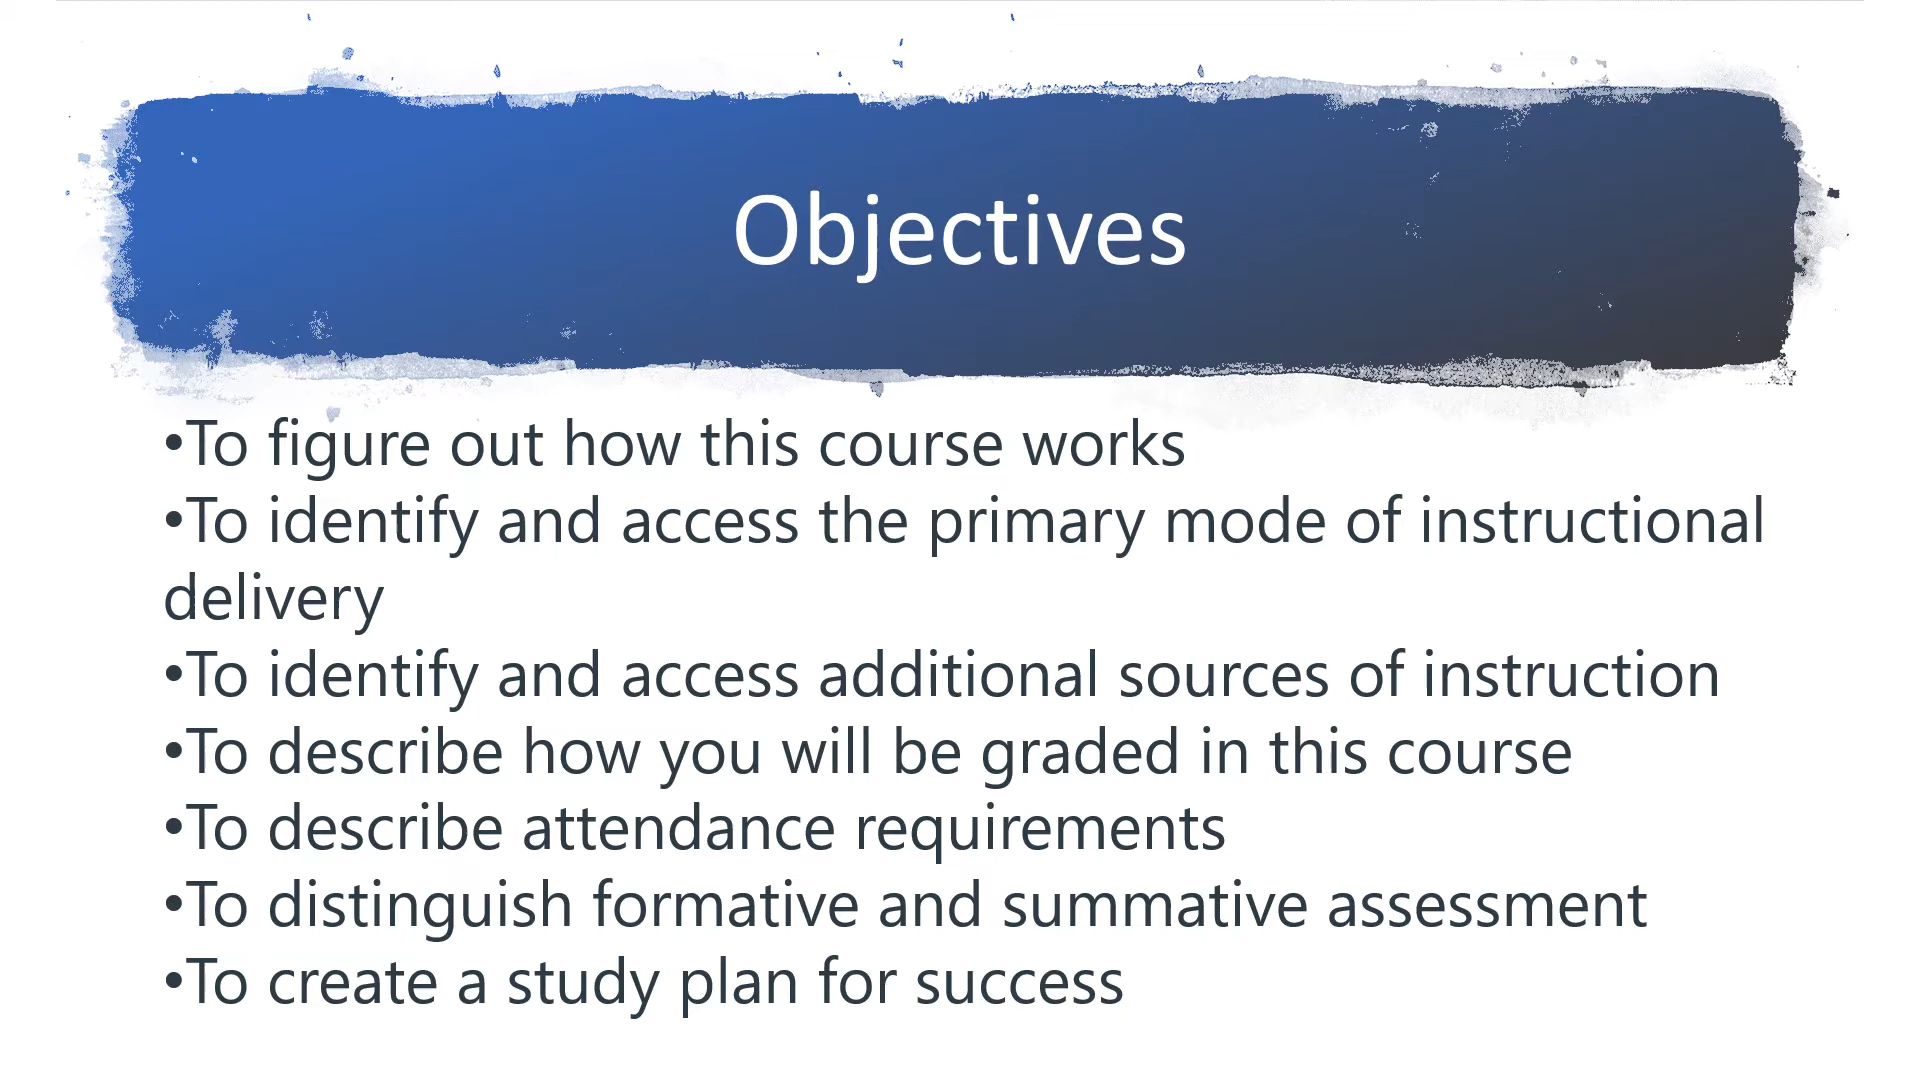 Objectives
•To figure out how this course works
•To identify and access the primary mode of instructional
delivery
•To identify and access additional sources of instruction
•To describe how you will be graded in this course
•To describe attendance requirements
•To distinguish formative and summative assessment
•To create a study plan for success